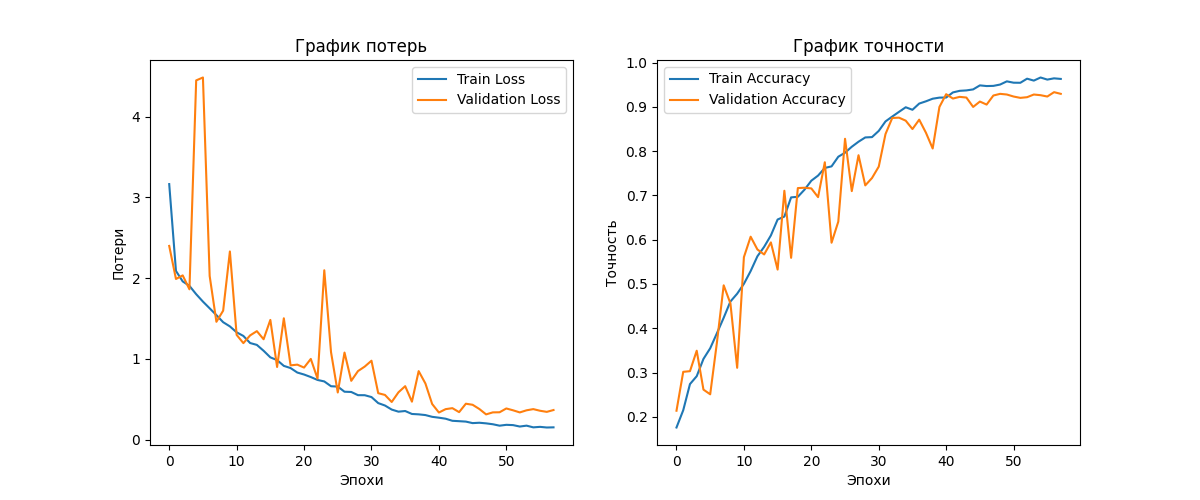 График потерь
Train Loss
Validation Loss
4
3
2
1
0
Потери
0 10 20 30 40 50
Эпохи
График точности
Train Accuracy
Validation Accuracy
1.0
0.9
0.8
0.7
0.6
0.5
0.4
0.3
0.2
Точность
0 10 20 30 40 50
Эпохи